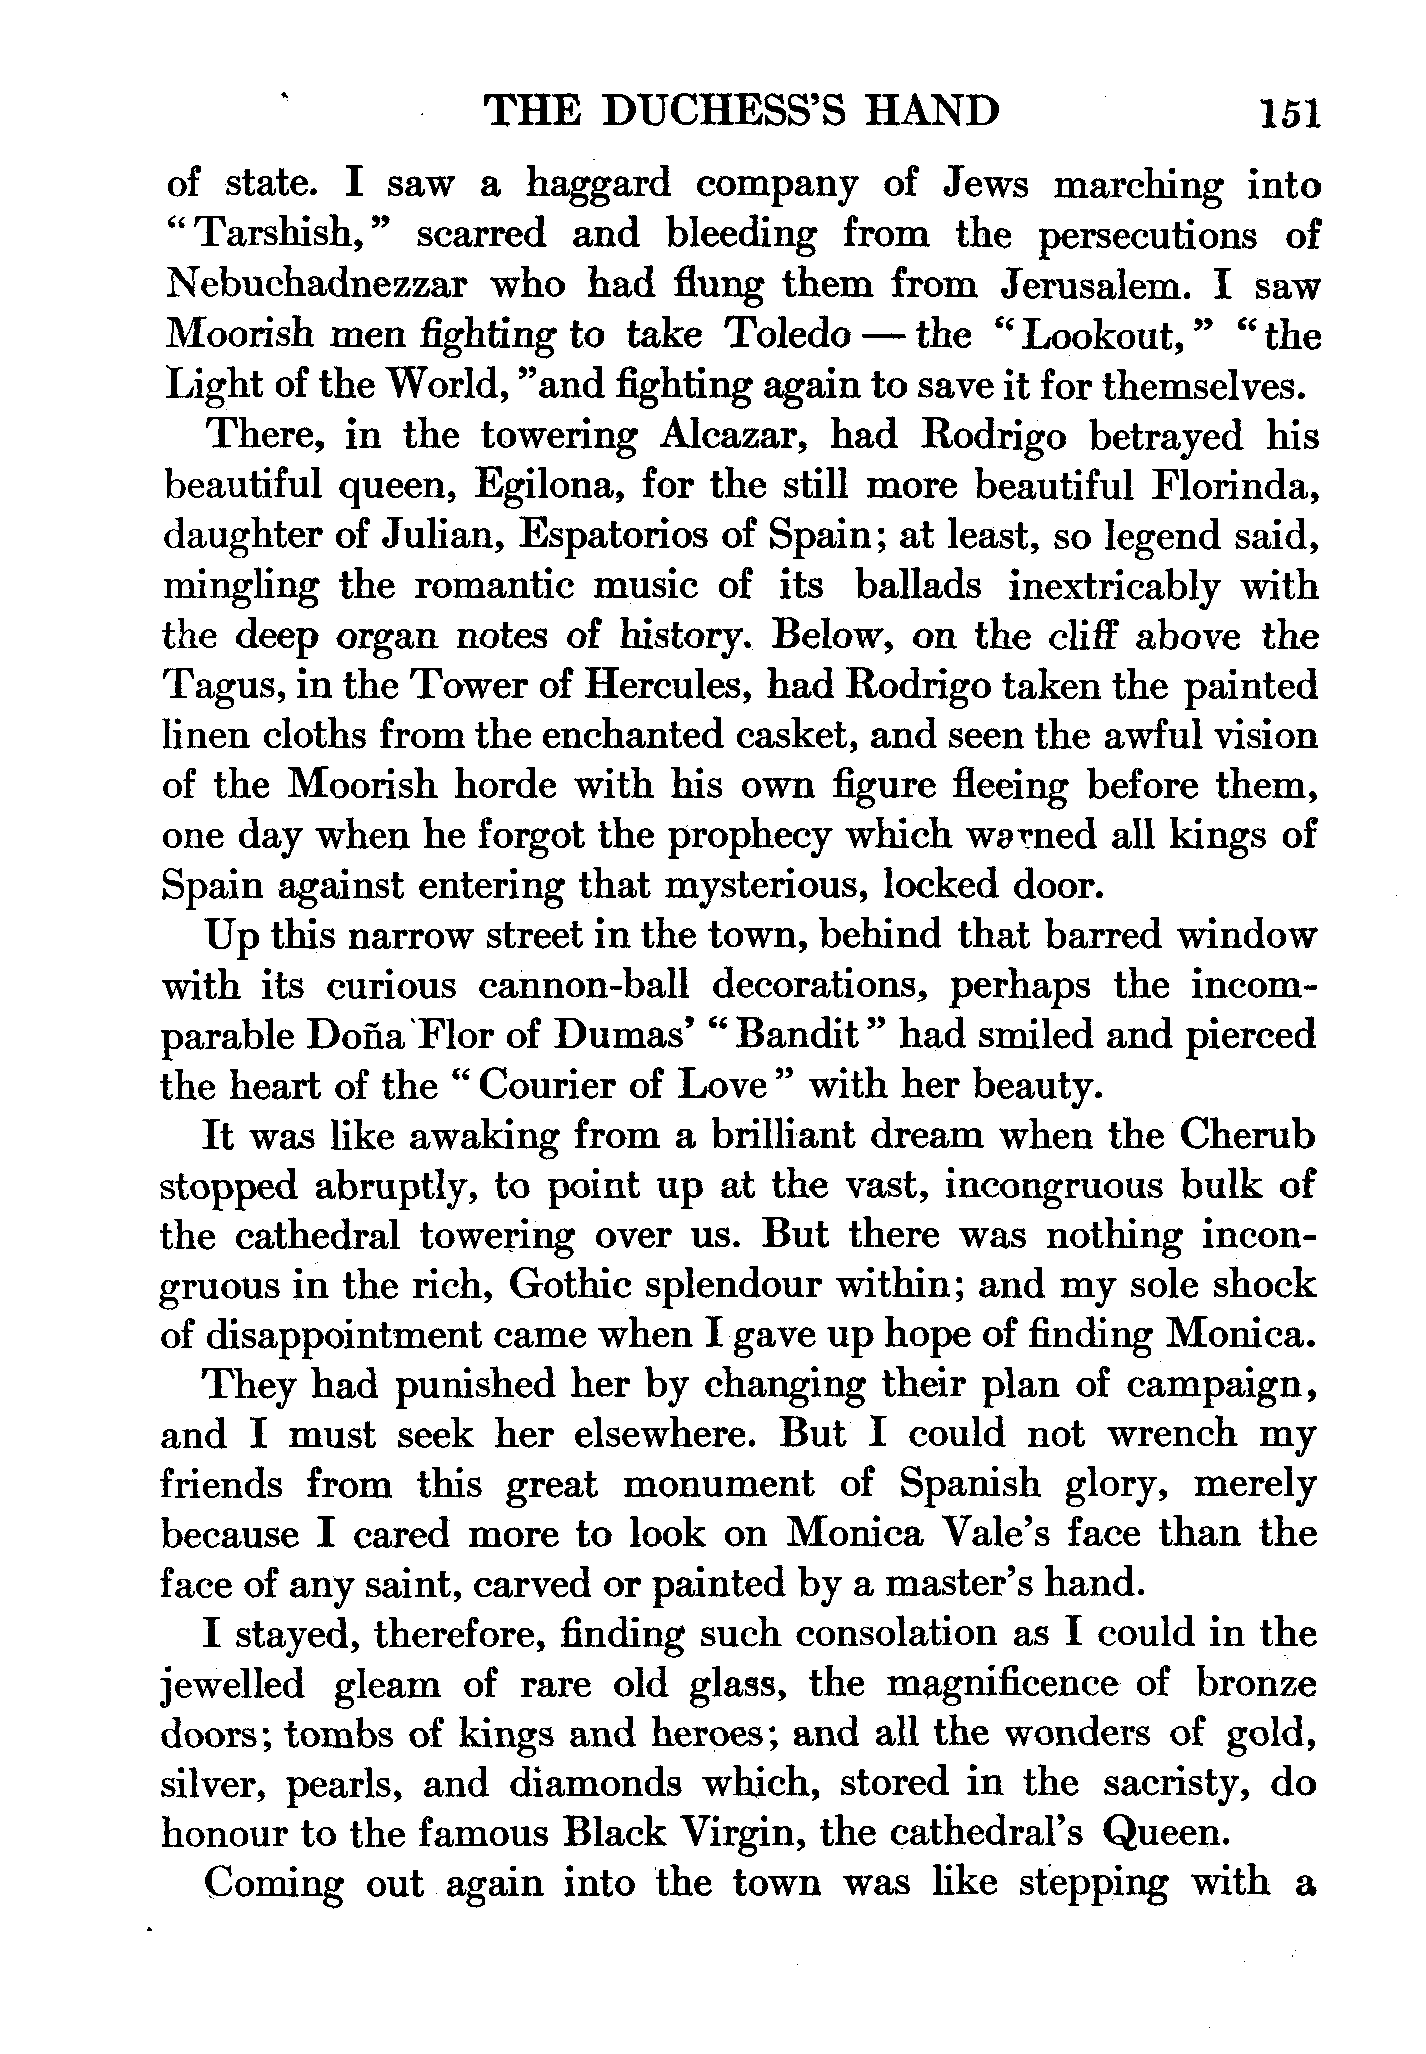 THE DUCHESS'S HAND 151
of state. I saw a haggard company of Jews marching into
"Tarshish," scarred and bleeding from the persecutions of
Nebuchadnezzar who had flung them from Jerusalem. I saw
Moorish men fighting to take Toledo — the "Lookout," "the
Light of the World, "and fighting again to save it for themselves.
There, in the towering Alcazar, had Rodrigo betrayed his
beautiful queen, Egilona, for the still more beautiful Florinda,
daughter of Julian, Espatorios of Spain; at least, so legend said,
mingling the romantic music of its ballads inextricably with
the deep organ notes of history. Below, on the cliff above the
Tagus, in the Tower of Hercules, had Rodrigo taken the painted
linen cloths from the enchanted casket, and seen the awful vision
of the Moorish horde with his own figure fleeing before them,
one day when he forgot the prophecy which warned all kings of
Spain against entering that mysterious, locked door.
Up this narrow street in the town, behind that barred window
with its curious cannon-ball decorations, perhaps the incom-
parable Doña Flor of Dumas' "Bandit" had smiled and pierced
the heart of the "Courier of Love" with her beauty.
It was like awaking from a brilliant dream when the Cherub
stopped abruptly, to point up at the vast, incongruous bulk of
the cathedral towering over us. But there was nothing incon-
gruous in the rich, Gothic splendour within; and my sole shock
of disappointment came when I gave up hope of finding Monica.
They had punished her by changing their plan of campaign,
and I must seek her elsewhere. But I could not wrench my
friends from this great monument of Spanish glory, merely
because I cared more to look on Monica Vale's face than the
face of any saint, carved or painted by a master's hand.
I stayed, therefore, finding such consolation as I could in the
jewelled gleam of rare old glass, the magnificence of bronze
doors; tombs of kings and heroes; and all the wonders of gold,
silver, pearls, and diamonds which, stored in the sacristy, do
honour to the famous Black Virgin, the cathedral's Queen.
Coming out again into the town was like stepping with a